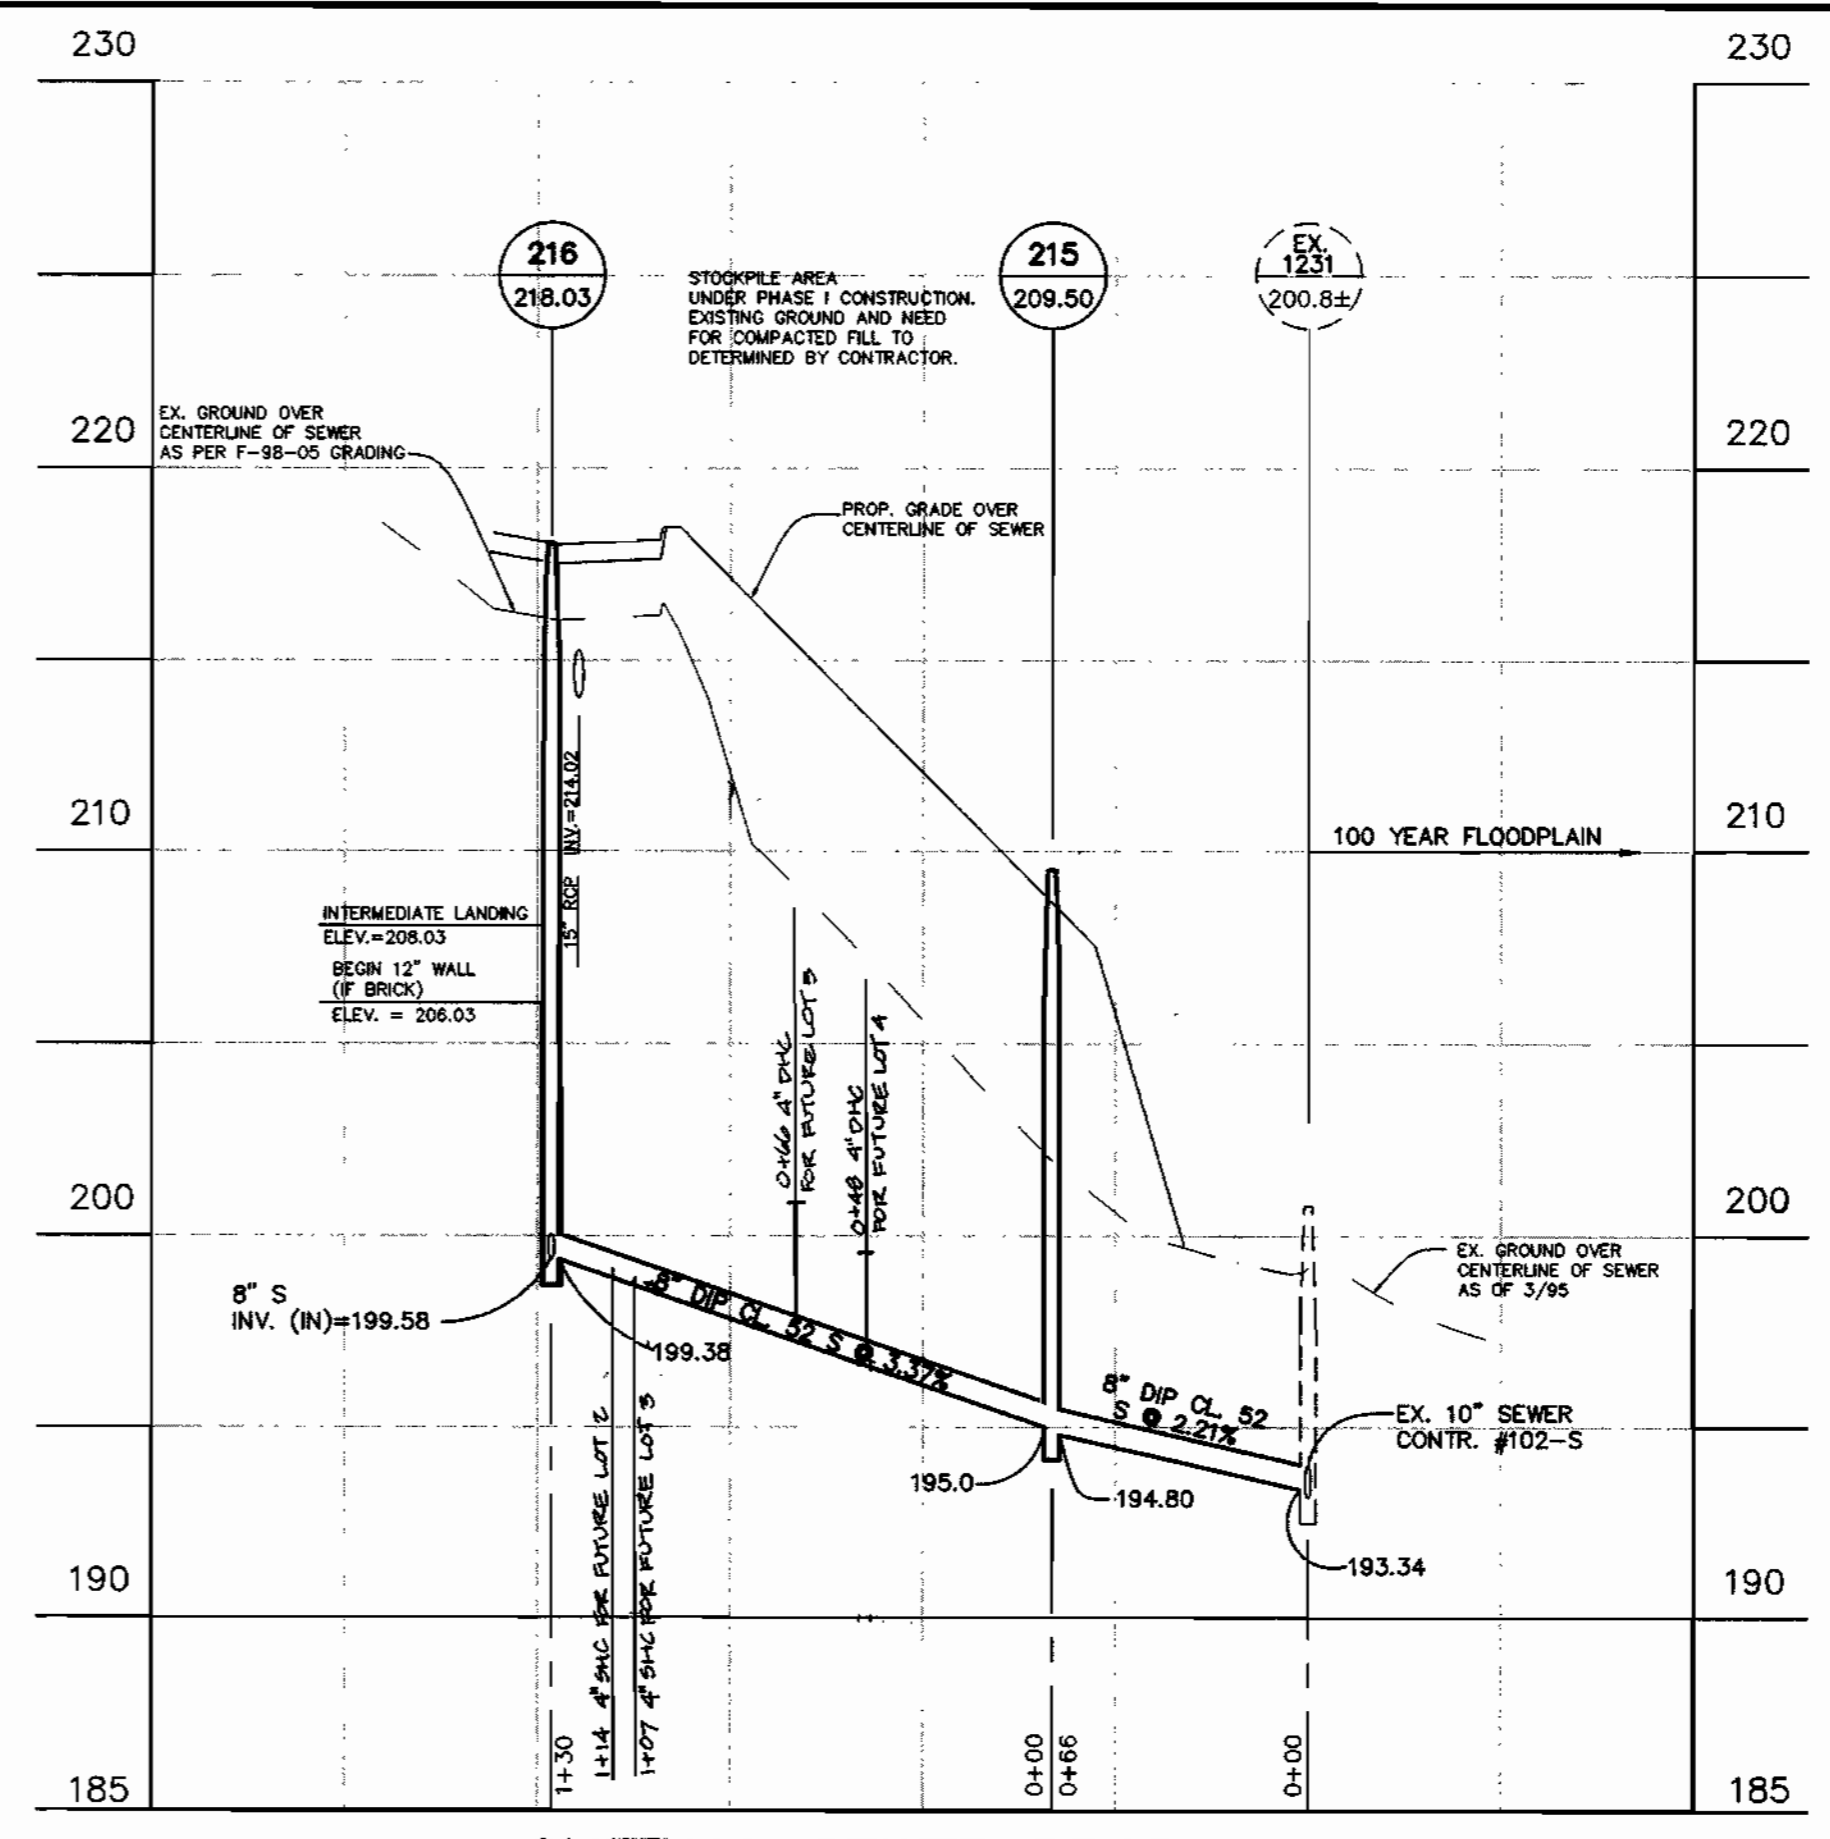 230
230
216
218.03
STOCKPILE AREA
UNDER PHASE I CONSTRUCTION.
EXISTING GROUND AND NEED
FOR COMPACTED FILL TO
DETERMINED BY CONTRACTOR.
215
209.50
EX.
1231
200.8±
220
EX. GROUND OVER
CENTERLINE OF SEWER
AS PER F-98-05 GRADING
220
PROP. GRADE OVER
CENTERLINE OF SEWER
210
15" RCP INV.=214.02
210
100 YEAR FLOODPLAIN
INTERMEDIATE LANDING
ELEV.=208.03
BEGIN 12" WALL
(IF BRICK)
ELEV. = 206.03
0+66 4" DHC
FOR FUTURE LOT 5
0+48 4" DHC
FOR FUTURE LOT 4
200
200
EX. GROUND OVER
CENTERLINE OF SEWER
AS OF 3/95
8" S
INV. (IN)=199.58
199.38
8" DIP CL. 52 S @ 3.37%
8" DIP CL. 52
S @ 2.21%
EX. 10" SEWER
CONTR. #102-S
195.0
194.80
193.34
190
190
1+30
1+14 4" SHC FOR FUTURE LOT 2
1+07 4" SHC FOR FUTURE LOT 3
0+00
0+66
0+00
185
185